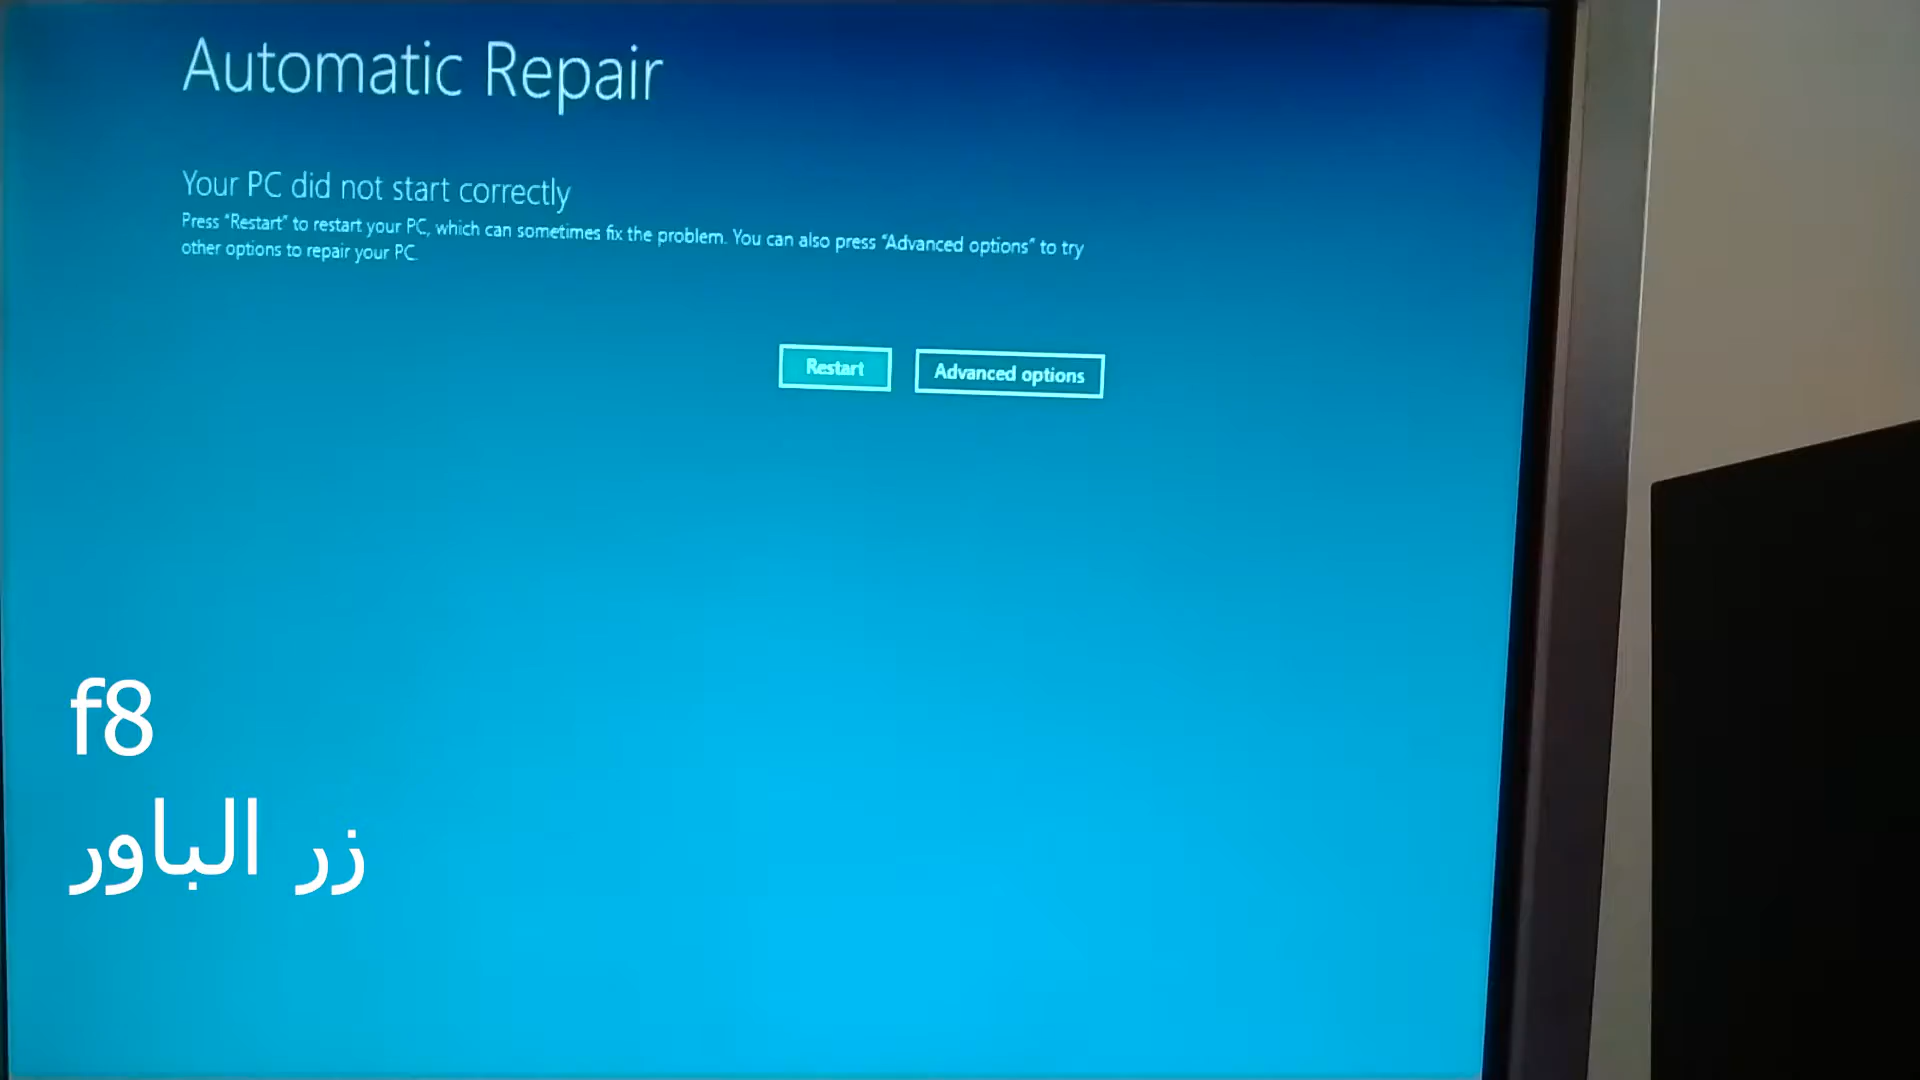 Automatic Repair
Your PC did not start correctly
Press "Restart" to restart your PC, which can sometimes fix the problem. You can also press "Advanced options" to try
other options to repair your PC.
Restart
Advanced options
f8
زر الباور